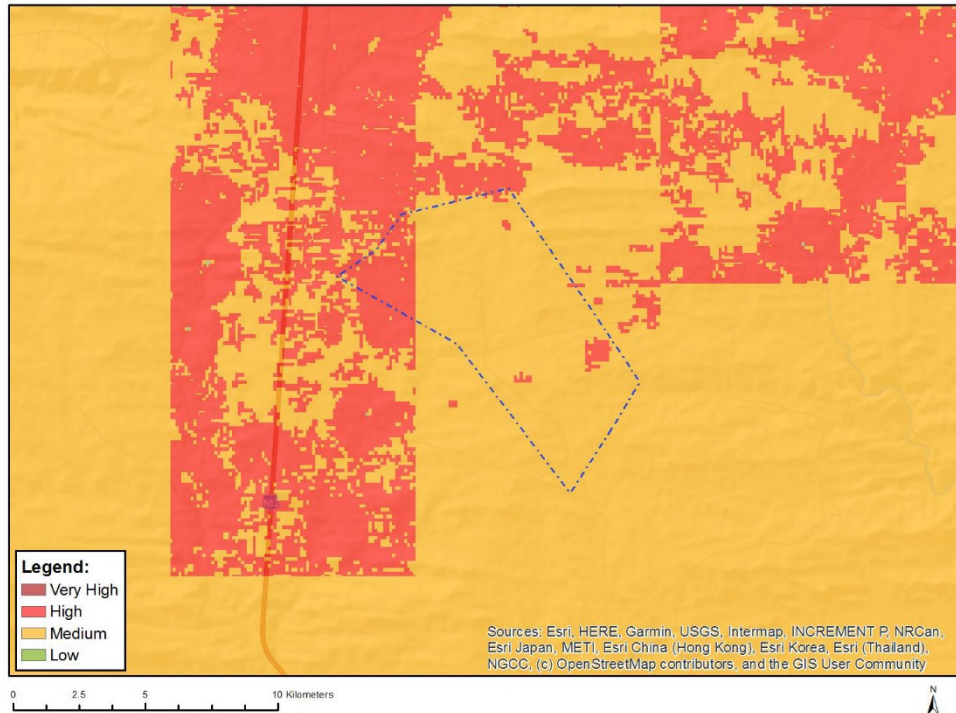 Legend:
Very High
High
Medium
Low
Sources: Esri, HERE, Garmin, USGS, Intermap, INCREMENT P, NRCan,
Esri Japan, METI, Esri China (Hong Kong), Esri Korea, Esri (Thailand),
NGCC, (c) OpenStreetMap contributors, and the GIS User Community
0 2.5 5 10 Kilometers
N